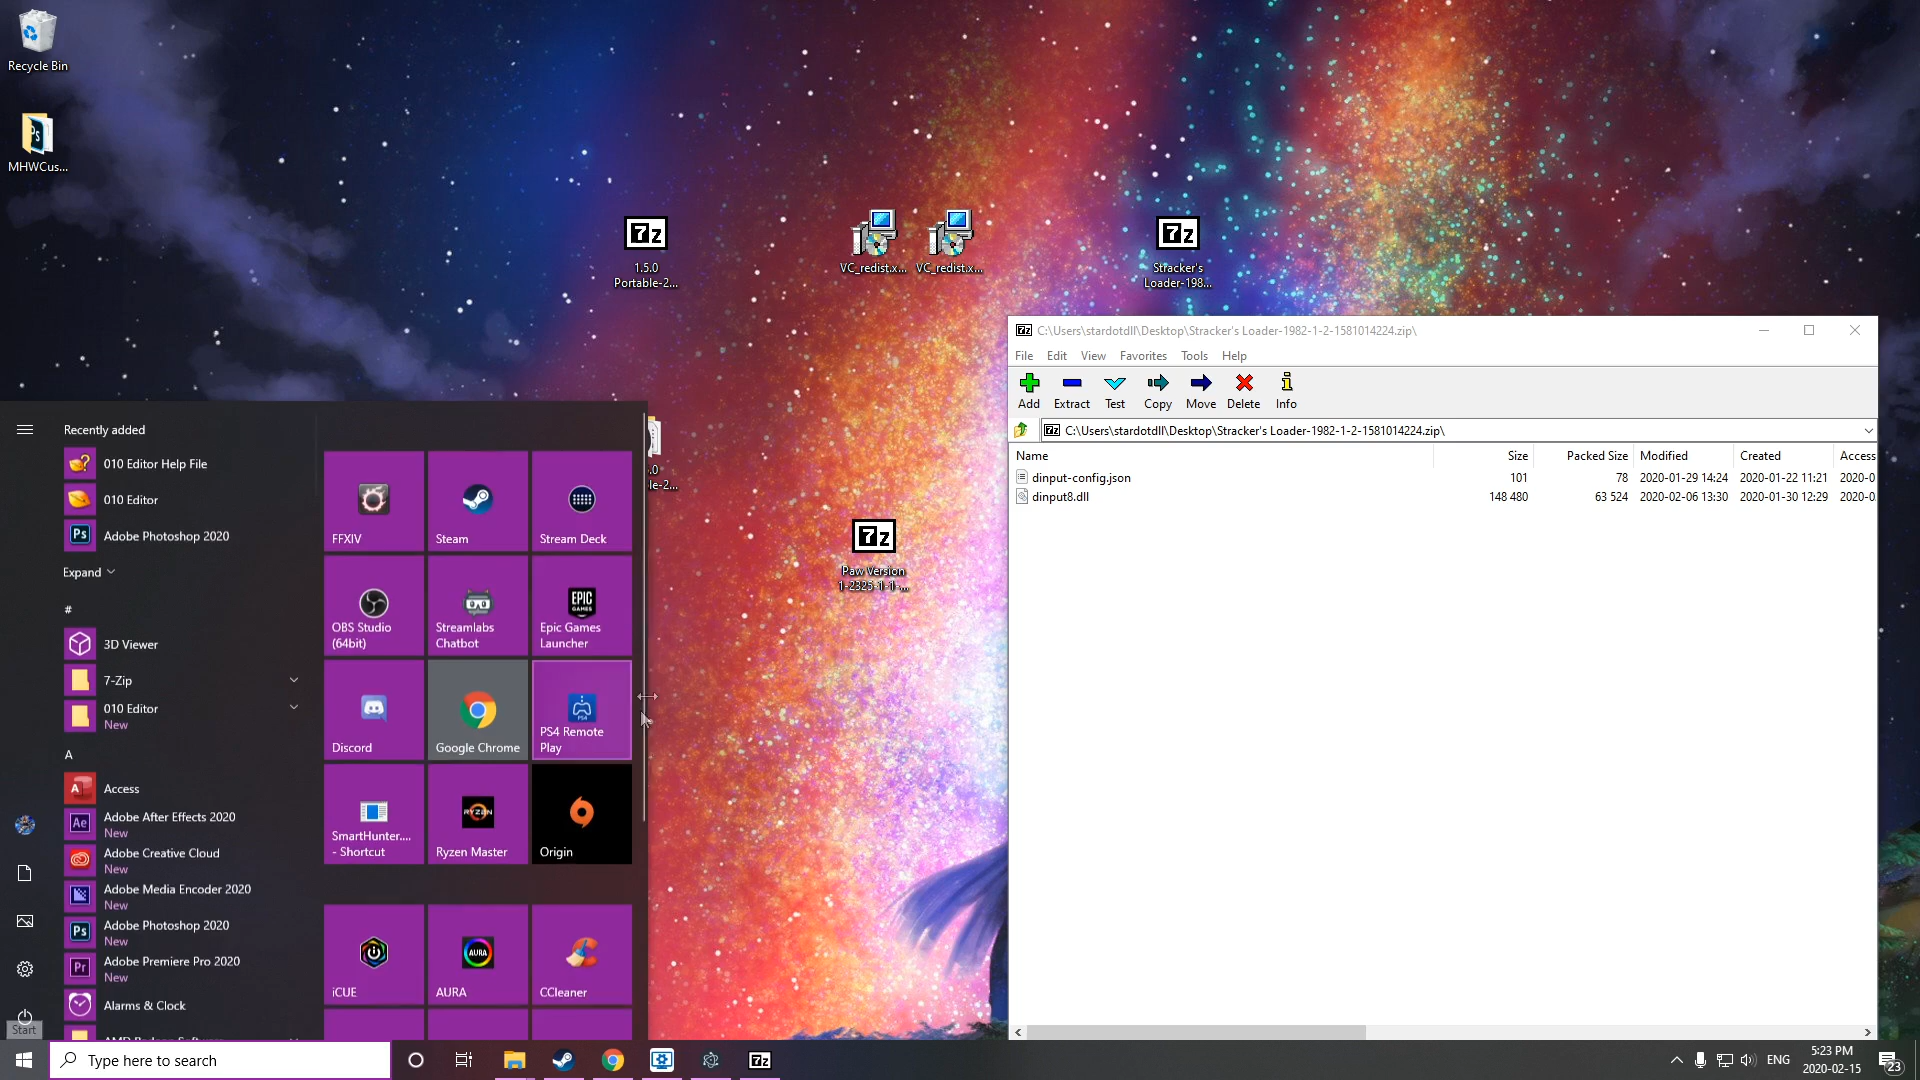 Recycle Bin
MHWCus...
1.5.0
Portable-2...
VC_redist.x...
VC_redist.x...
Stracker's
Loader-198...
.0
le-2...
Paw Version
1-2325-1-1-...
C:\Users\stardotdll\Desktop\Stracker's Loader-1982-1-2-1581014224.zip\
File Edit View Favorites Tools Help
Add Extract Test Copy Move Delete Info
C:\Users\stardotdll\Desktop\Stracker's Loader-1982-1-2-1581014224.zip\
Name Size Packed Size Modified Created Access
dinput-config.json 101 78 2020-01-29 14:24 2020-01-22 11:21 2020-0
dinput8.dll 148 480 63 524 2020-02-06 13:30 2020-01-30 12:29 2020-0
Recently added
010 Editor Help File
010 Editor
Adobe Photoshop 2020
Expand
#
3D Viewer
7-Zip
010 Editor
New
A
Access
Adobe After Effects 2020
New
Adobe Creative Cloud
New
Adobe Media Encoder 2020
New
Adobe Photoshop 2020
New
Adobe Premiere Pro 2020
New
Alarms & Clock
Start
FFXIV
Steam
Stream Deck
OBS Studio
(64bit)
Streamlabs
Chatbot
EPIC
GAMES
Epic Games
Launcher
Discord
Google Chrome
PS4
PS4 Remote
Play
SmartHunter....
- Shortcut
RYZEN
Ryzen Master
Origin
iCUE
AURA
AURA
CCleaner
Type here to search
ENG
5:23 PM
2020-02-15
23